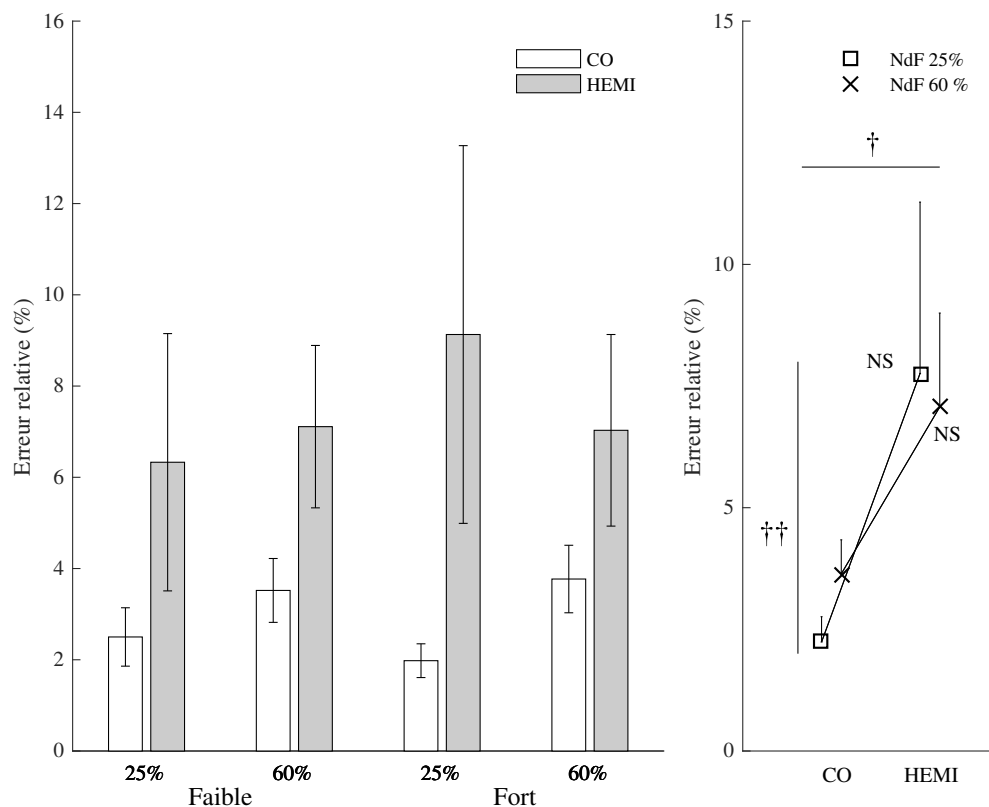 16
14
12
10
8
6
4
2
0
Erreur relative (%)
CO
HEMI
25%
60%
25%
60%
Faible
Fort
15
10
5
0
Erreur relative (%)
NdF 25%
NdF 60 %
†
NS
NS
††
CO
HEMI